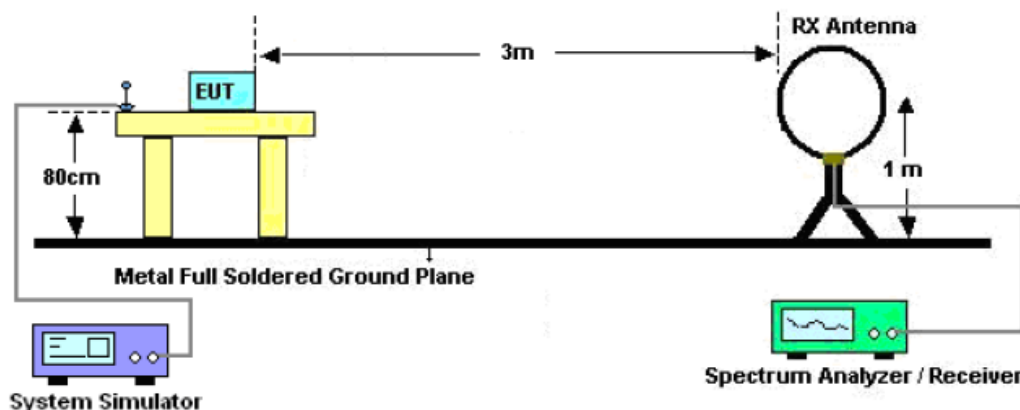 RX Antenna
3m
EUT
80cm
1 m
Metal Full Soldered Ground Plane
System Simulator
Spectrum Analyzer / Receiver